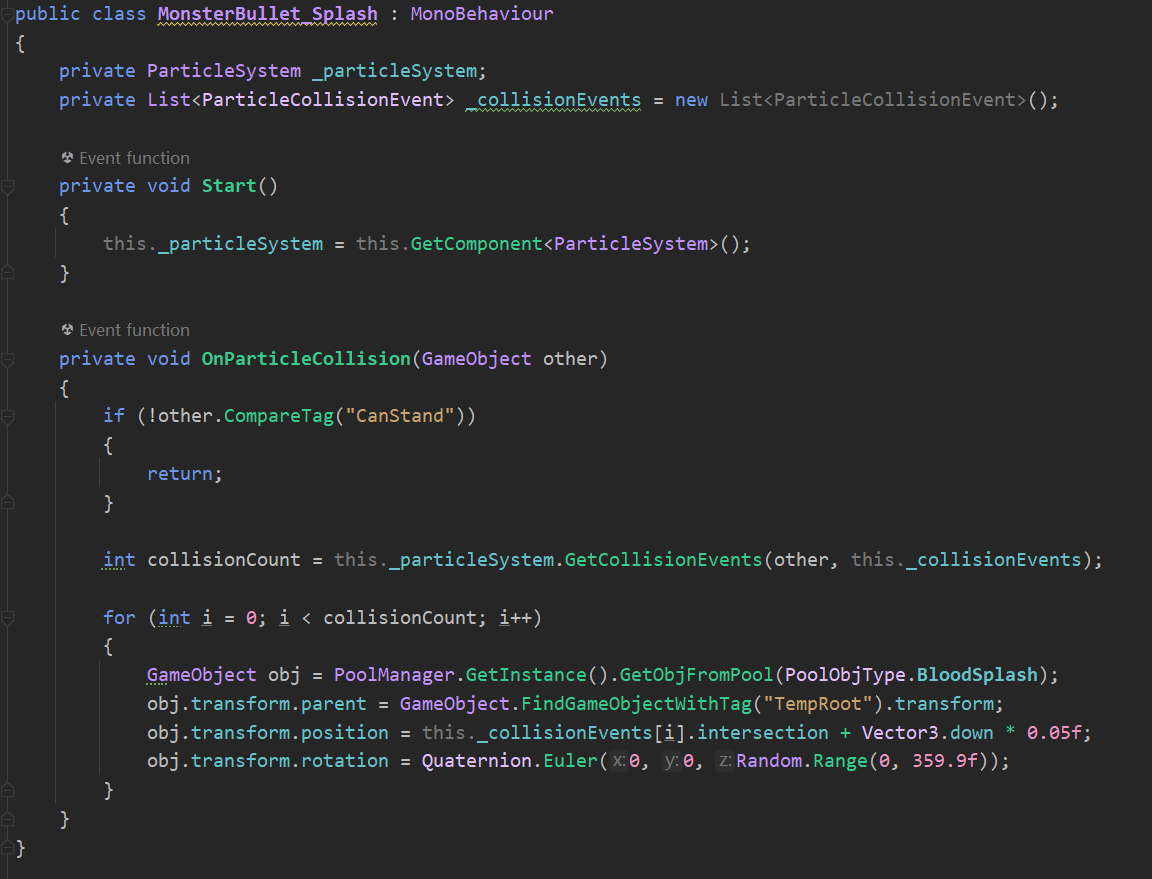 public class MonsterBullet_Splash : MonoBehaviour
{
    private ParticleSystem _particleSystem;
    private List<ParticleCollisionEvent> _collisionEvents = new List<ParticleCollisionEvent>();

    Event function
    private void Start()
    {
        this._particleSystem = this.GetComponent<ParticleSystem>();
    }

    Event function
    private void OnParticleCollision(GameObject other)
    {
        if (!other.CompareTag("CanStand"))
        {
            return;
        }

        int collisionCount = this._particleSystem.GetCollisionEvents(other, this._collisionEvents);

        for (int i = 0; i < collisionCount; i++)
        {
            GameObject obj = PoolManager.GetInstance().GetObjFromPool(PoolObjType.BloodSplash);
            obj.transform.parent = GameObject.FindGameObjectWithTag("TempRoot").transform;
            obj.transform.position = this._collisionEvents[i].intersection + Vector3.down * 0.05f;
            obj.transform.rotation = Quaternion.Euler(x:0, y:0, z:Random.Range(0, 359.9f));
        }
    }
}